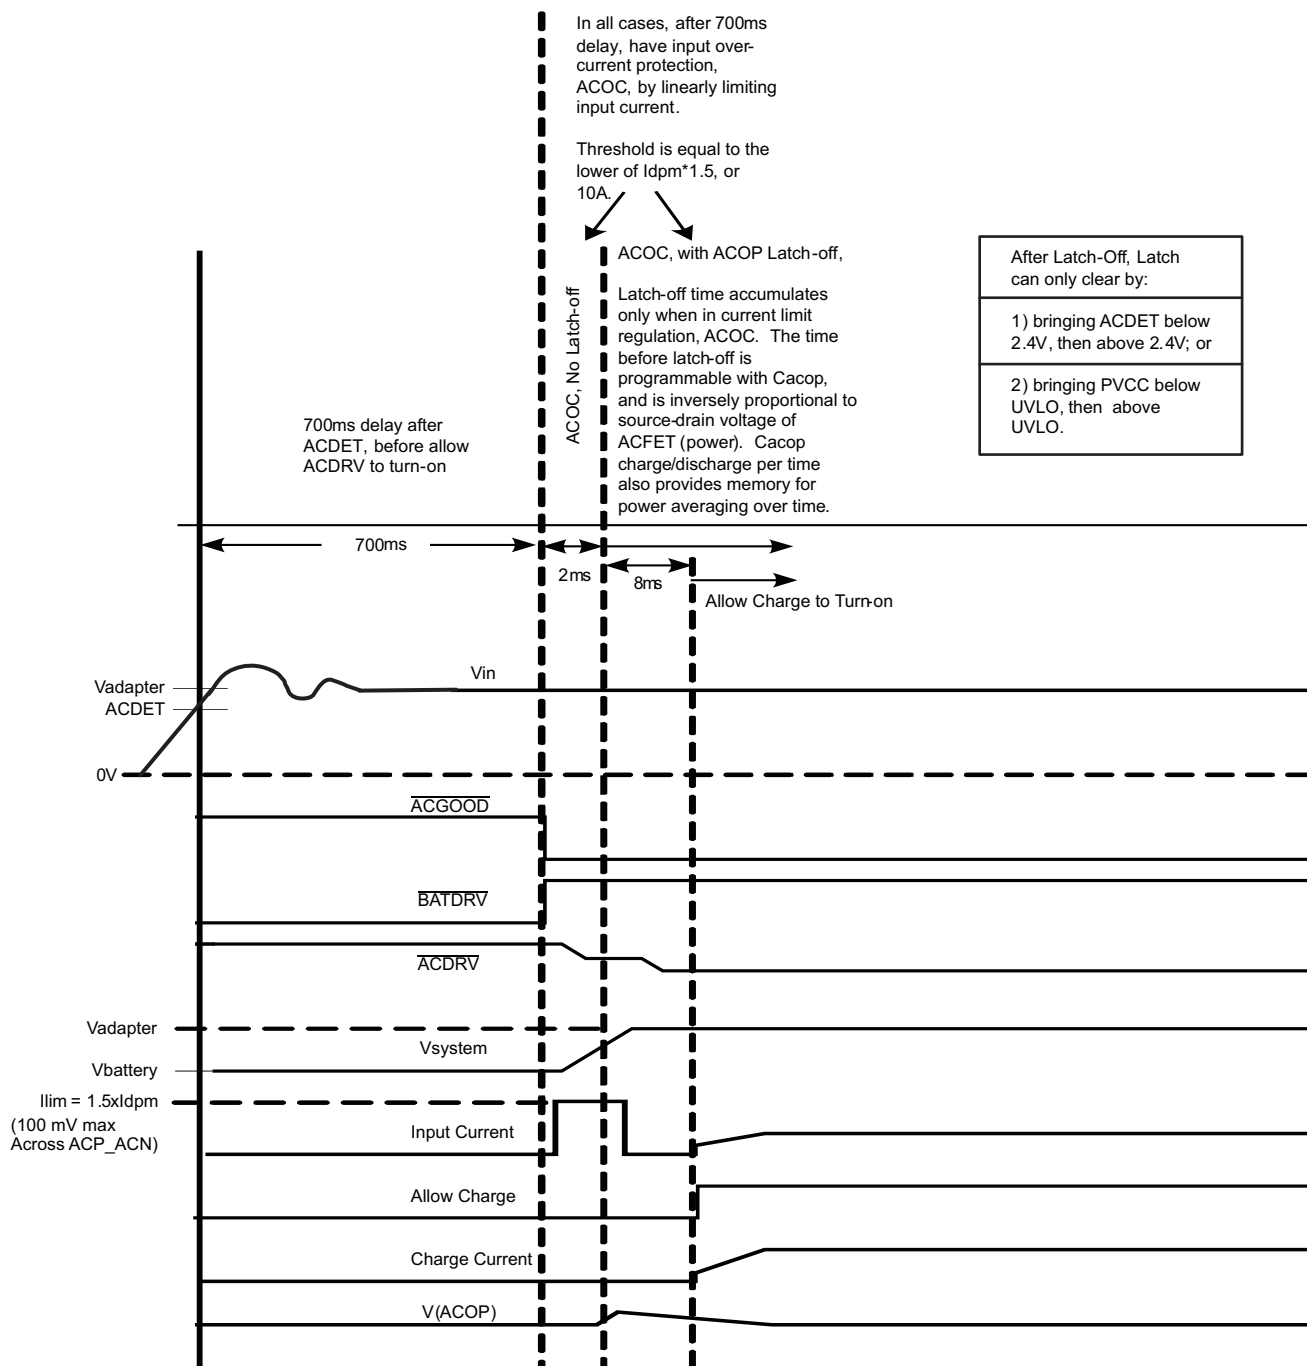 In all cases, after 700ms
delay, have input over-
current protection,
ACOC, by linearly limiting
input current.
Threshold is equal to the
lower of Idpm*1.5, or
10A.
ACOC, No Latch-off
ACOC, with ACOP Latch-off,
Latch-off time accumulates
only when in current limit
regulation, ACOC. The time
before latch-off is
programmable with Cacop,
and is inversely proportional to
source-drain voltage of
ACFET (power). Cacop
charge/discharge per time
also provides memory for
power averaging over time.
After Latch-Off, Latch
can only clear by:
1) bringing ACDET below
2.4V, then above 2.4V; or
2) bringing PVCC below
UVLO, then above
UVLO.
700ms delay after
ACDET, before allow
ACDRV to turn-on
700ms
2ms
8ms
Allow Charge to Turn-on
Vin
Vadapter
ACDET
0V
ACGOOD
BATDRV
ACDRV
Vadapter
Vsystem
Vbattery
Ilim = 1.5xIdpm
(100 mV max
Across ACP_ACN)
Input Current
Allow Charge
Charge Current
V(ACOP)